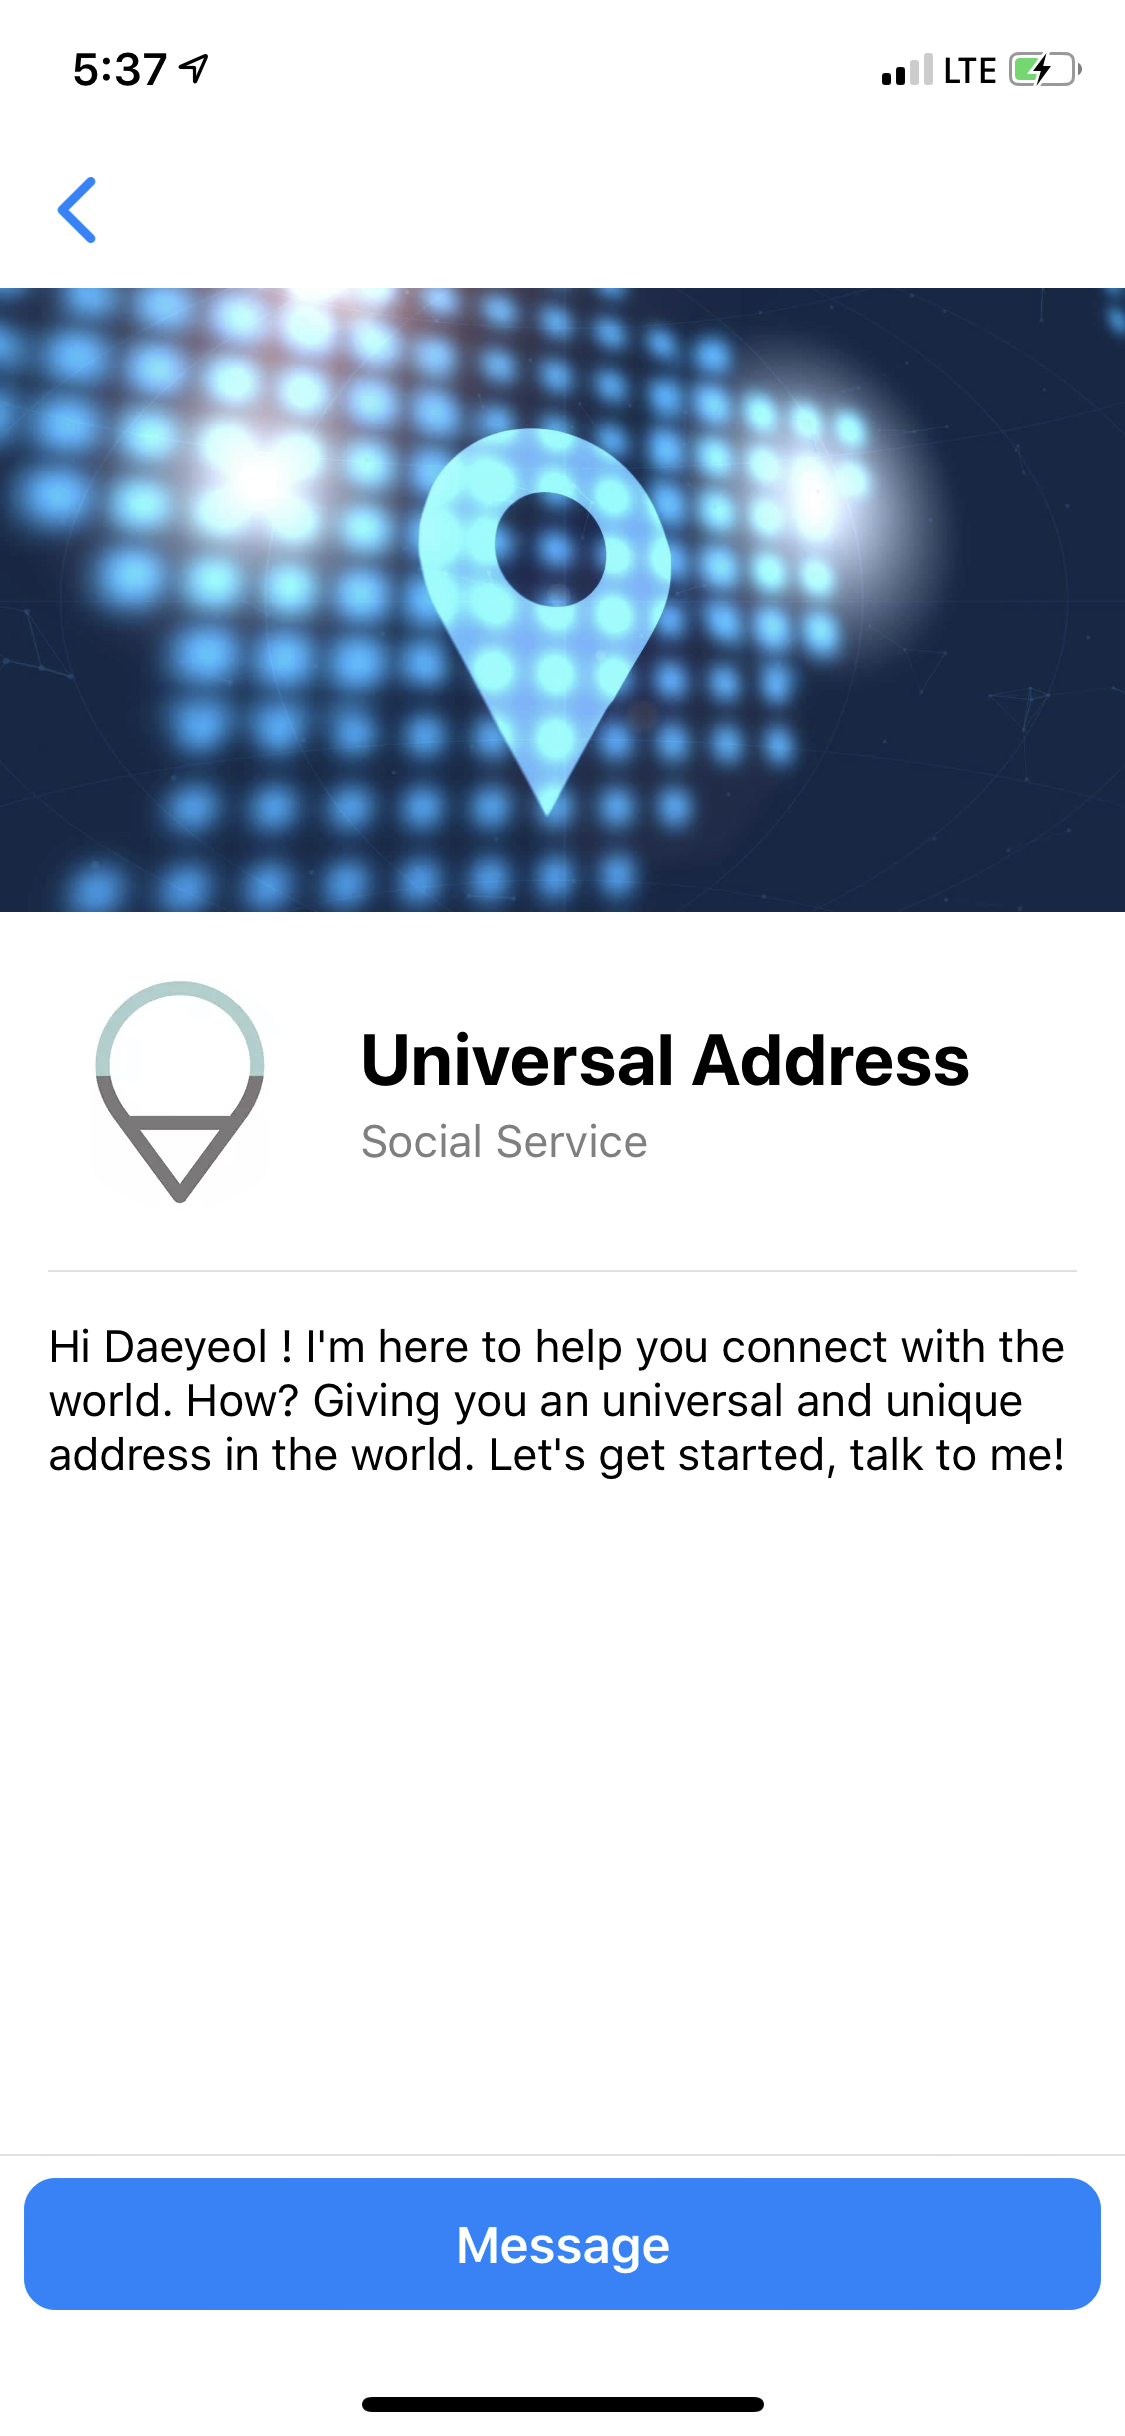 5:37
LTE
Universal Address
Social Service
Hi Daeyeol ! I'm here to help you connect with the
world. How? Giving you an universal and unique
address in the world. Let's get started, talk to me!
Message